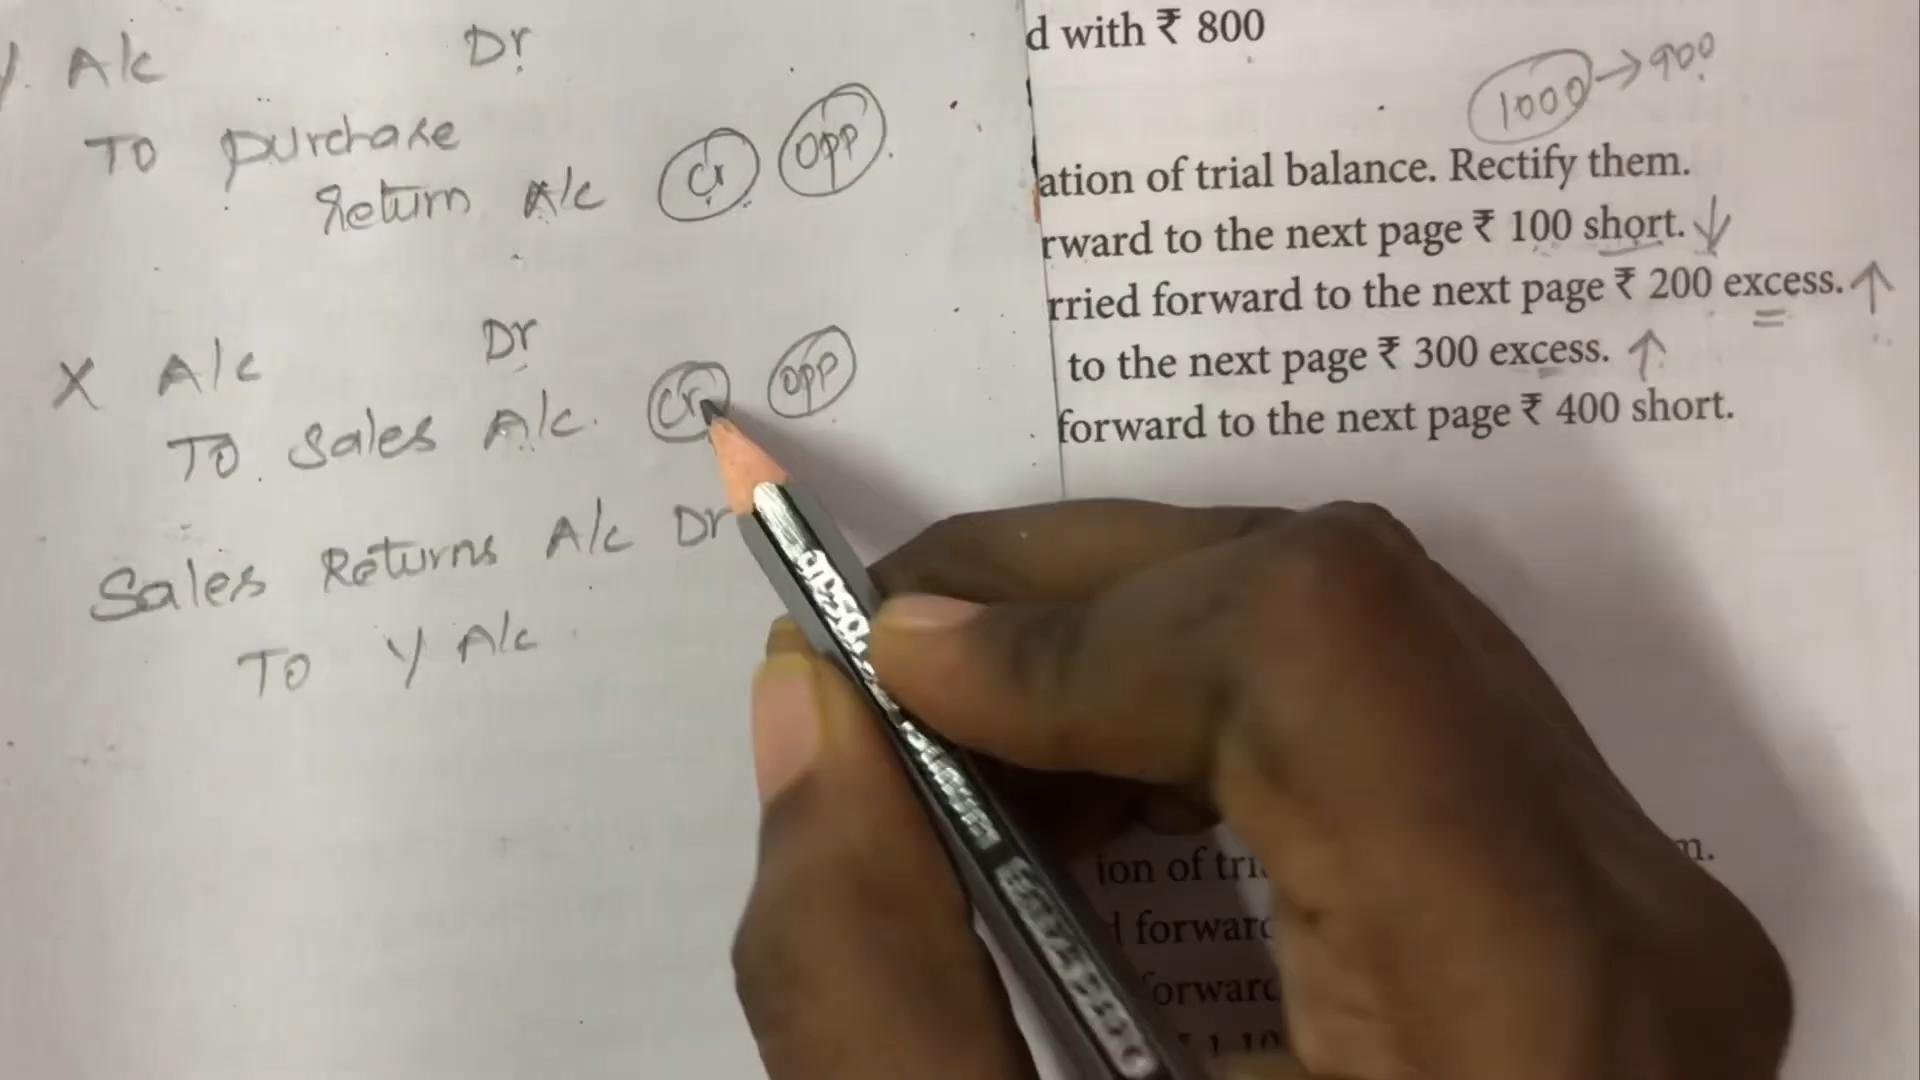 Y A/c Dr
To purchase
Return A/c Cr Opp
X A/c Dr
To Sales A/c. Cr Opp
Sales Returns A/c Dr
To Y A/c
d with ₹ 800
1000 → 900
ation of trial balance. Rectify them.
rward to the next page ₹ 100 short. ↓
rried forward to the next page ₹ 200 excess. ↑
to the next page ₹ 300 excess. ↑
forward to the next page ₹ 400 short.
ion of tri
forward
forward
apsara